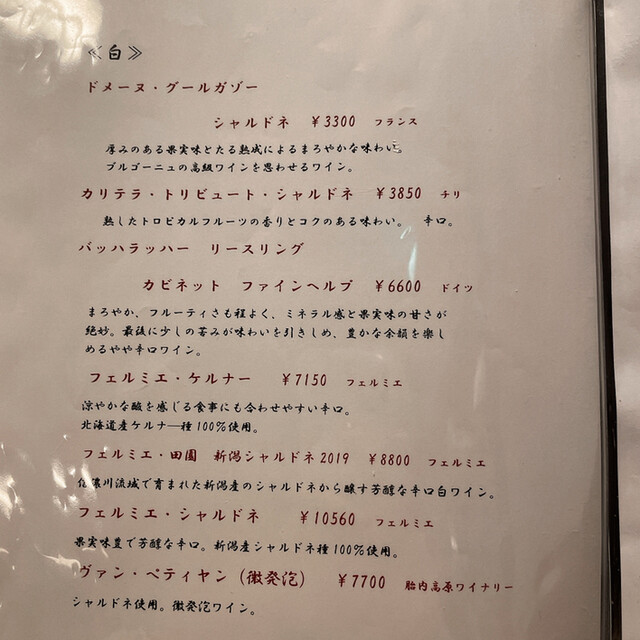 ≪白≫
ドメーヌ・グールガゾー
シャルドネ ¥3300 フランス
厚みのある果実味とたる熟成によるまろやかな味わい。
ブルゴーニュの高級ワインを思わせるワイン。
カリテラ・トリビュート・シャルドネ ¥3850 チリ
熟したトロピカルフルーツの香りとコクのある味わい。 辛口。
バッハラッハー リースリング
カビネット ファインヘルプ ¥6600 ドイツ
まろやか、フルーティさも程よく、ミネラル感と果実味の甘さが
絶妙。最後に少しの苦みが味わいを引きしめ、豊かな余韻を楽し
めるやや辛口ワイン。
フェルミエ・ケルナー ¥7150 フェルミエ
涼やかな酸を感じる食事にも合わせやすい辛口。
北海道産ケルナー種100%使用。
フェルミエ・田園 新潟シャルドネ2019 ¥8800 フェルミエ
信濃川流域で育まれた新潟産のシャルドネから醸す芳醇な辛口白ワイン。
フェルミエ・シャルドネ ¥10560 フェルミエ
果実味豊で芳醇な辛口。新潟産シャルドネ種100%使用。
ヴァン・ペティヤン(微発泡) ¥7700 胎内高原ワイナリー
シャルドネ使用。微発泡ワイン。